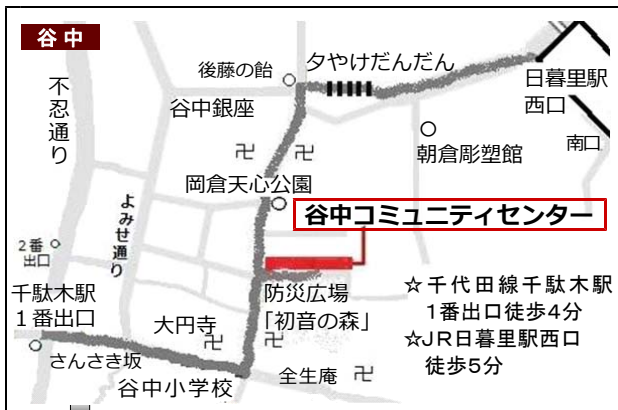 谷中
不忍通り
後藤の飴
夕やけだんだん
谷中銀座
日暮里駅
西口
南口
卍
卍
朝倉彫塑館
岡倉天心公園
よみせ通り
谷中コミュニティセンター
2番
出口
千駄木駅
1番出口
防災広場
「初音の森」
大円寺
卍
卍
さんさき坂
谷中小学校
全生庵
卍
☆千代田線千駄木駅
1番出口徒歩4分
☆JR日暮里駅西口
徒歩5分